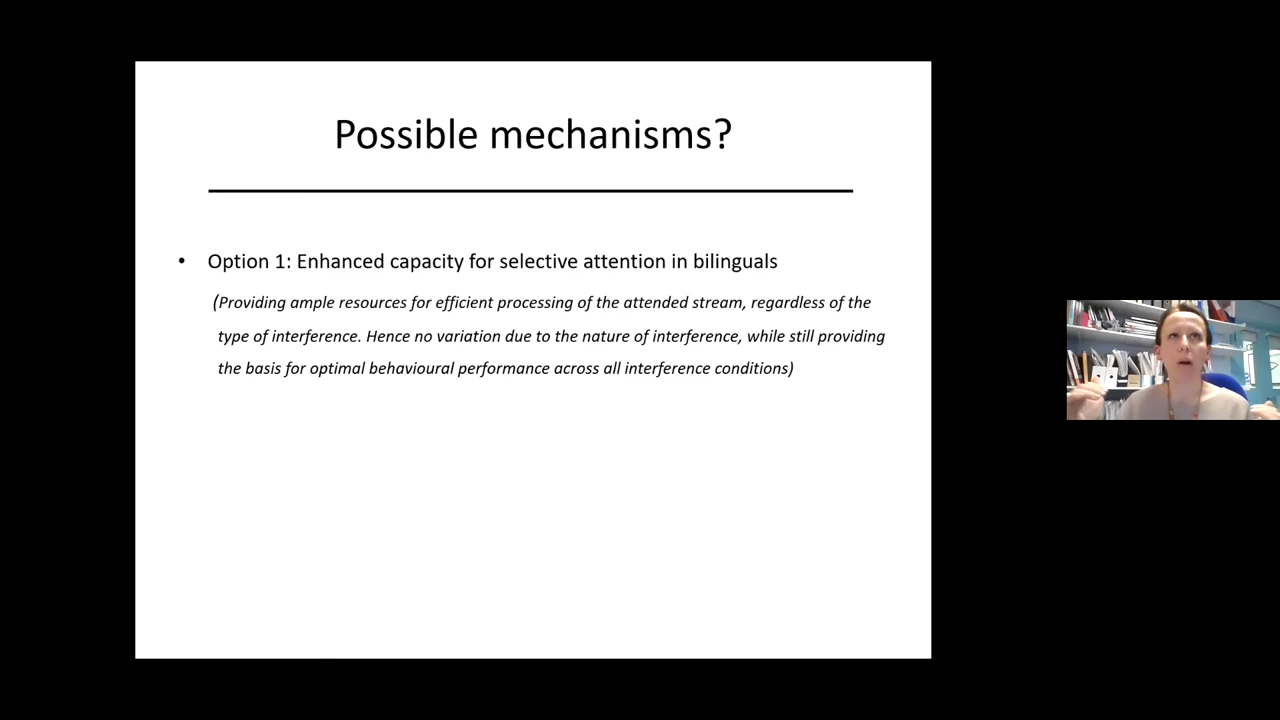 Possible mechanisms?
• Option 1: Enhanced capacity for selective attention in bilinguals
(Providing ample resources for efficient processing of the attended stream, regardless of the
type of interference. Hence no variation due to the nature of interference, while still providing
the basis for optimal behavioural performance across all interference conditions)